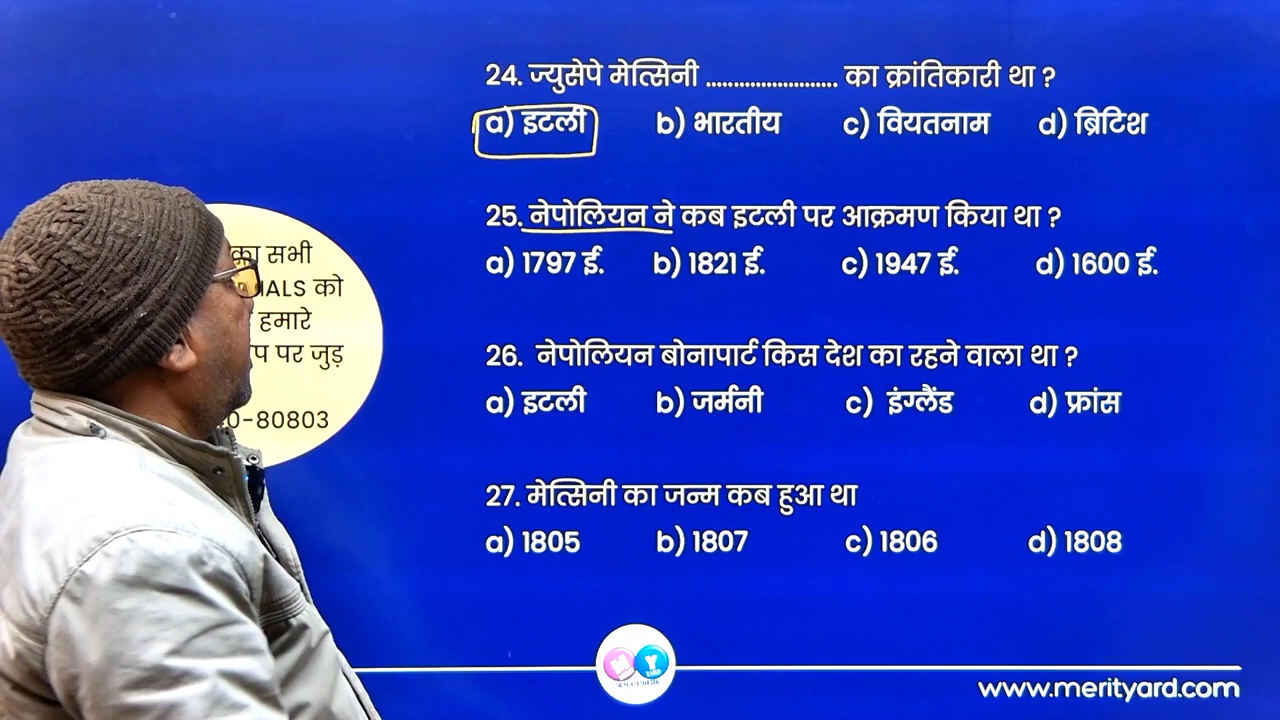 24. ज्युसेपे मेत्सिनी ........................ का क्रांतिकारी था ?
a) इटली b) भारतीय c) वियतनाम d) ब्रिटिश
25. नेपोलियन ने कब इटली पर आक्रमण किया था ?
a) 1797 ई. b) 1821 ई. c) 1947 ई. d) 1600 ई.
26. नेपोलियन बोनापार्ट किस देश का रहने वाला था ?
a) इटली b) जर्मनी c) इंग्लैंड d) फ्रांस
27. मेत्सिनी का जन्म कब हुआ था
a) 1805 b) 1807 c) 1806 d) 1808
का सभी
को
हमारे
पर जुड़
0-80803
M Y
www.merityard.com